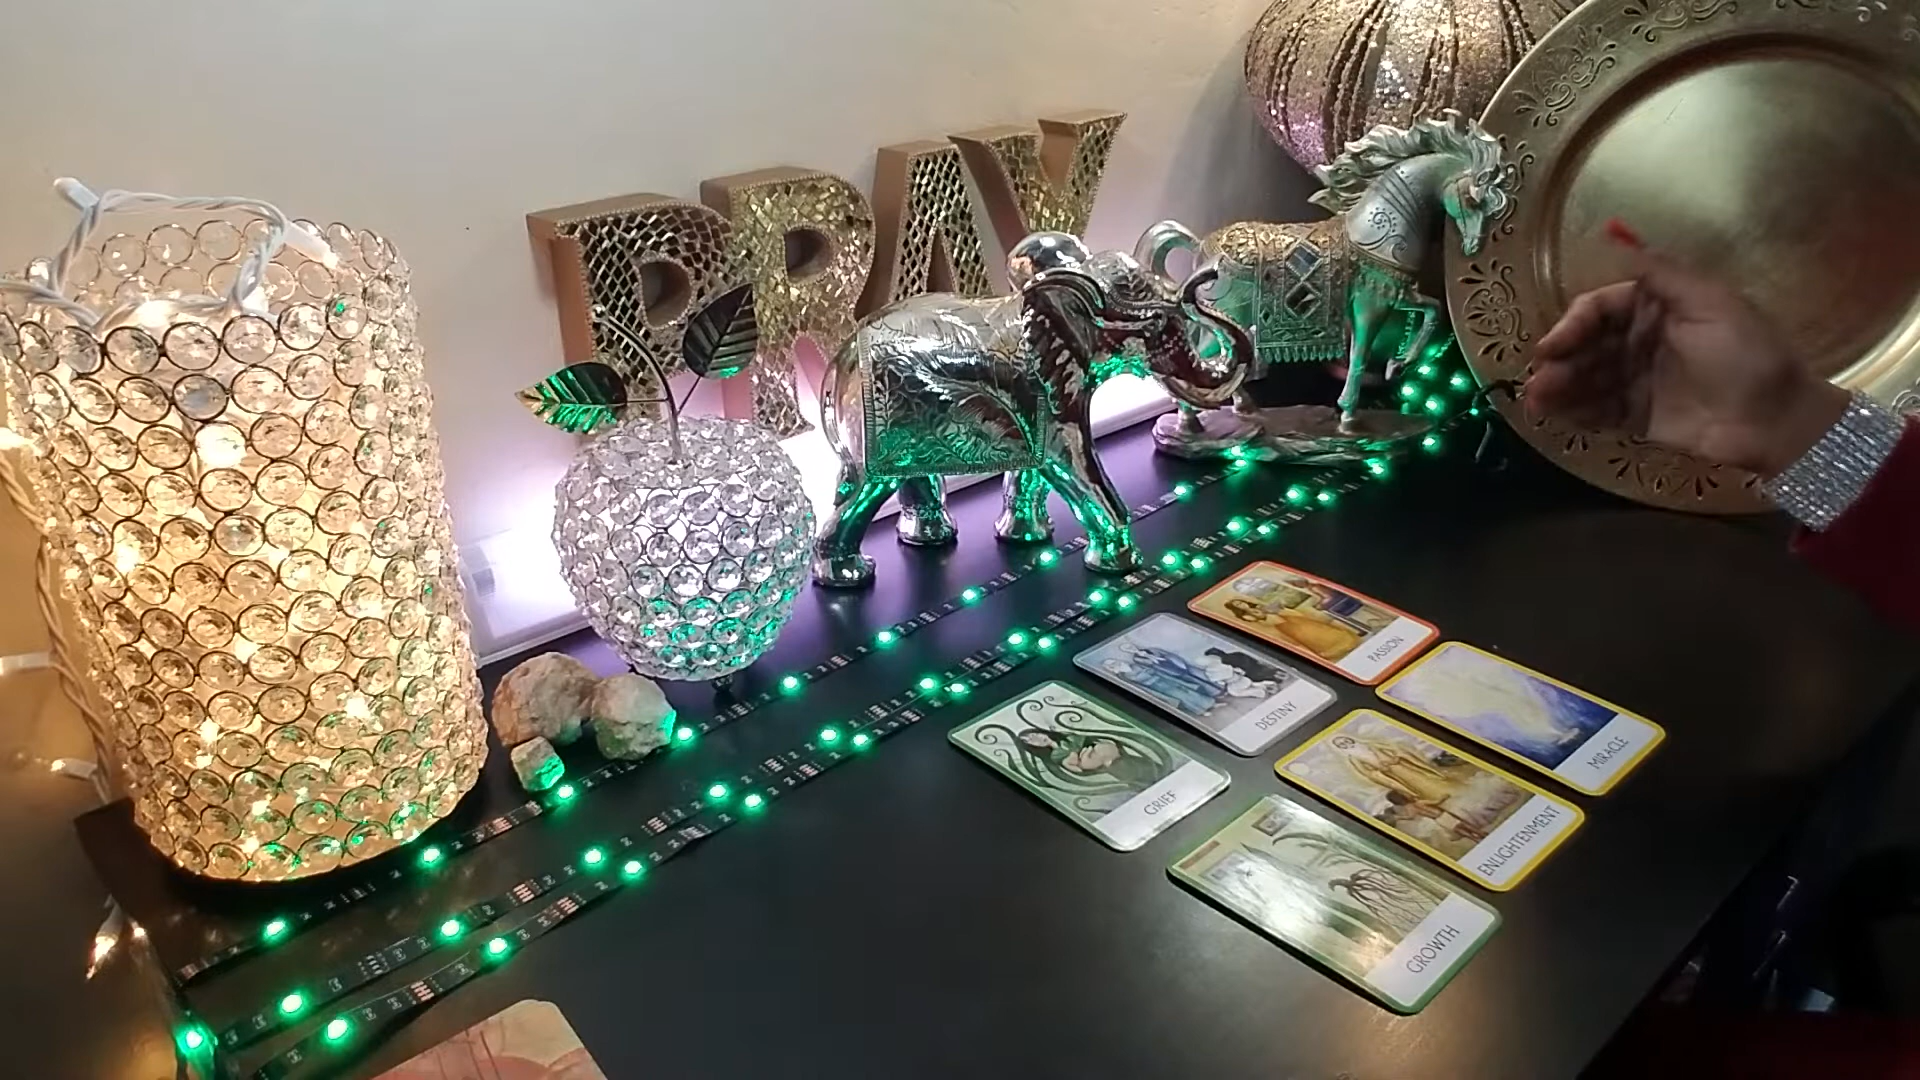 PRAY
PASSION
DESTINY
MIRACLE
GRIEF
ENLIGHTENMENT
GROWTH